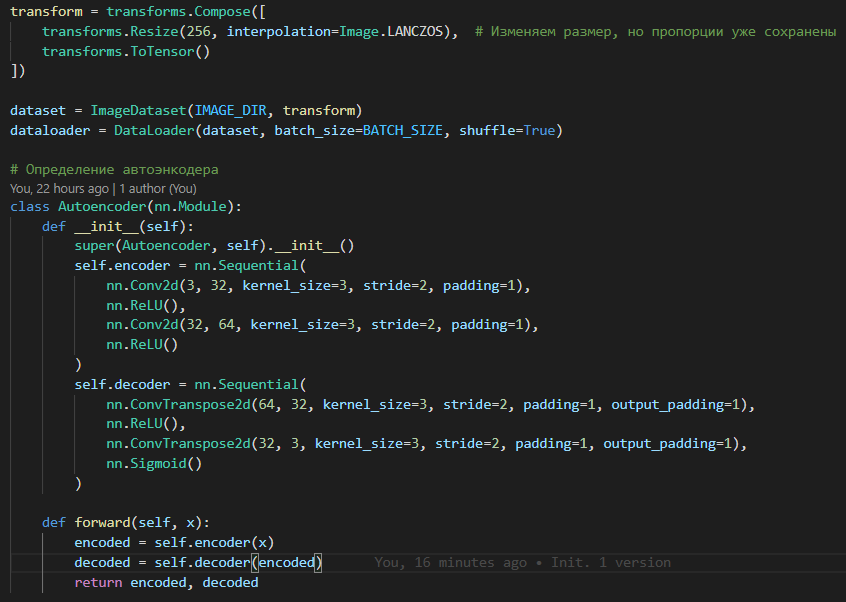 transform = transforms.Compose([
    transforms.Resize(256, interpolation=Image.LANCZOS),  # Изменяем размер, но пропорции уже сохранены
    transforms.ToTensor()
])

dataset = ImageDataset(IMAGE_DIR, transform)
dataloader = DataLoader(dataset, batch_size=BATCH_SIZE, shuffle=True)

# Определение автоэнкодера
You, 22 hours ago | 1 author (You)
class Autoencoder(nn.Module):
    def __init__(self):
        super(Autoencoder, self).__init__()
        self.encoder = nn.Sequential(
            nn.Conv2d(3, 32, kernel_size=3, stride=2, padding=1),
            nn.ReLU(),
            nn.Conv2d(32, 64, kernel_size=3, stride=2, padding=1),
            nn.ReLU()
        )
        self.decoder = nn.Sequential(
            nn.ConvTranspose2d(64, 32, kernel_size=3, stride=2, padding=1, output_padding=1),
            nn.ReLU(),
            nn.ConvTranspose2d(32, 3, kernel_size=3, stride=2, padding=1, output_padding=1),
            nn.Sigmoid()
        )

    def forward(self, x):
        encoded = self.encoder(x)
        decoded = self.decoder(encoded)    You, 16 minutes ago • Init. 1 version
        return encoded, decoded